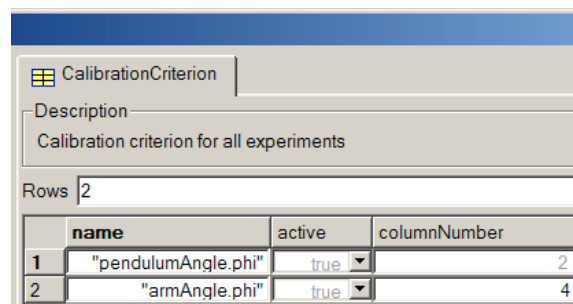 CalibrationCriterion
Description
Calibration criterion for all experiments
Rows 2
name active columnNumber
1 "pendulumAngle.phi" true 2
2 "armAngle.phi" true 4